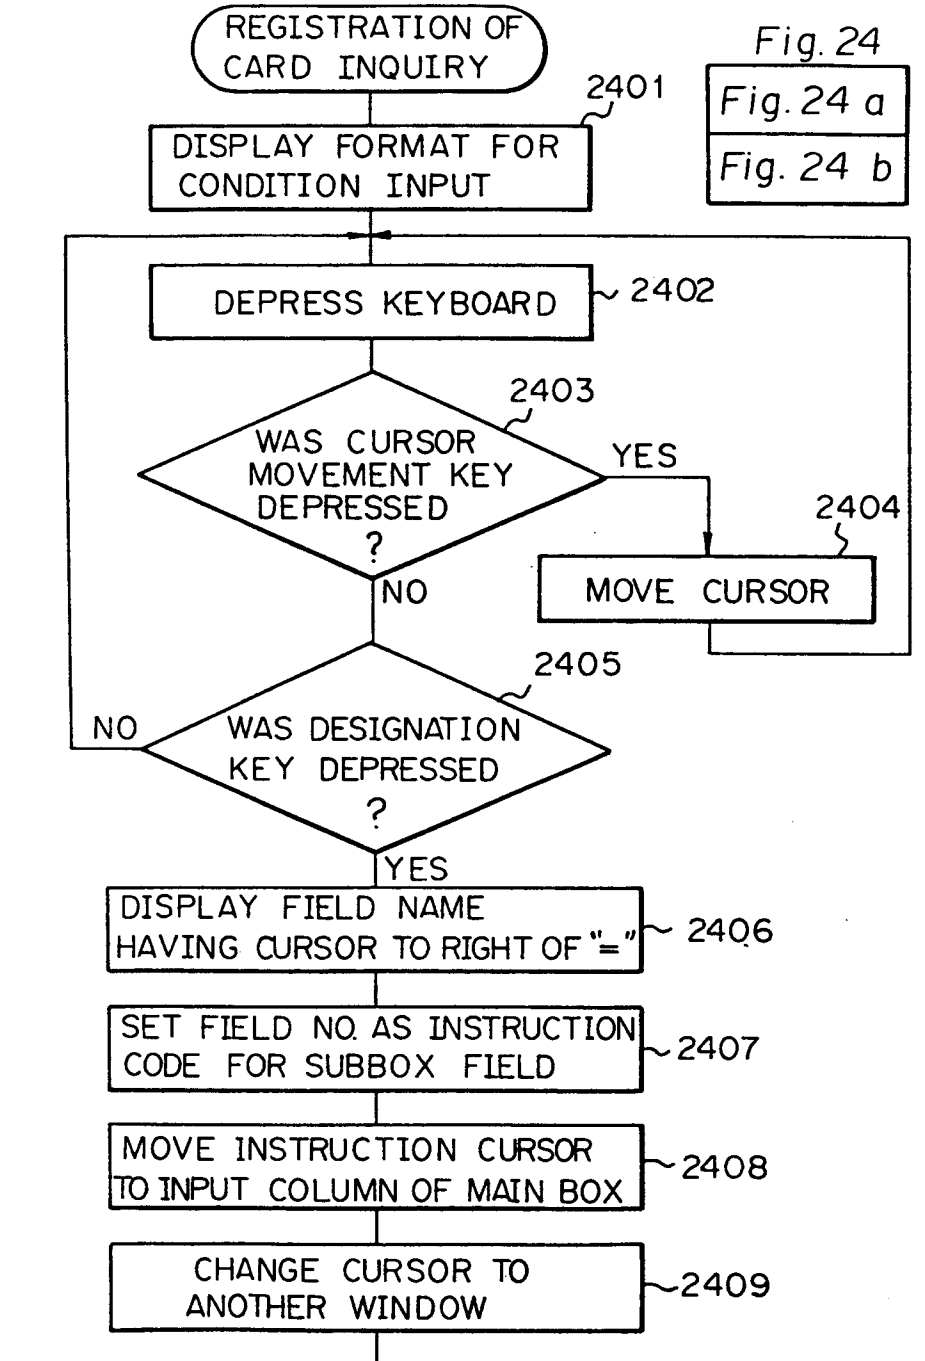 REGISTRATION OF
CARD INQUIRY
Fig. 24
Fig. 24 a
Fig. 24 b
2401
DISPLAY FORMAT FOR
CONDITION INPUT
DEPRESS KEYBOARD
2402
2403
WAS CURSOR
MOVEMENT KEY
DEPRESSED
?
YES
NO
2404
MOVE CURSOR
2405
WAS DESIGNATION
KEY DEPRESSED
?
NO
YES
DISPLAY FIELD NAME
HAVING CURSOR TO RIGHT OF "="
2406
SET FIELD NO. AS INSTRUCTION
CODE FOR SUBBOX FIELD
2407
MOVE INSTRUCTION CURSOR
TO INPUT COLUMN OF MAIN BOX
2408
CHANGE CURSOR TO
ANOTHER WINDOW
2409